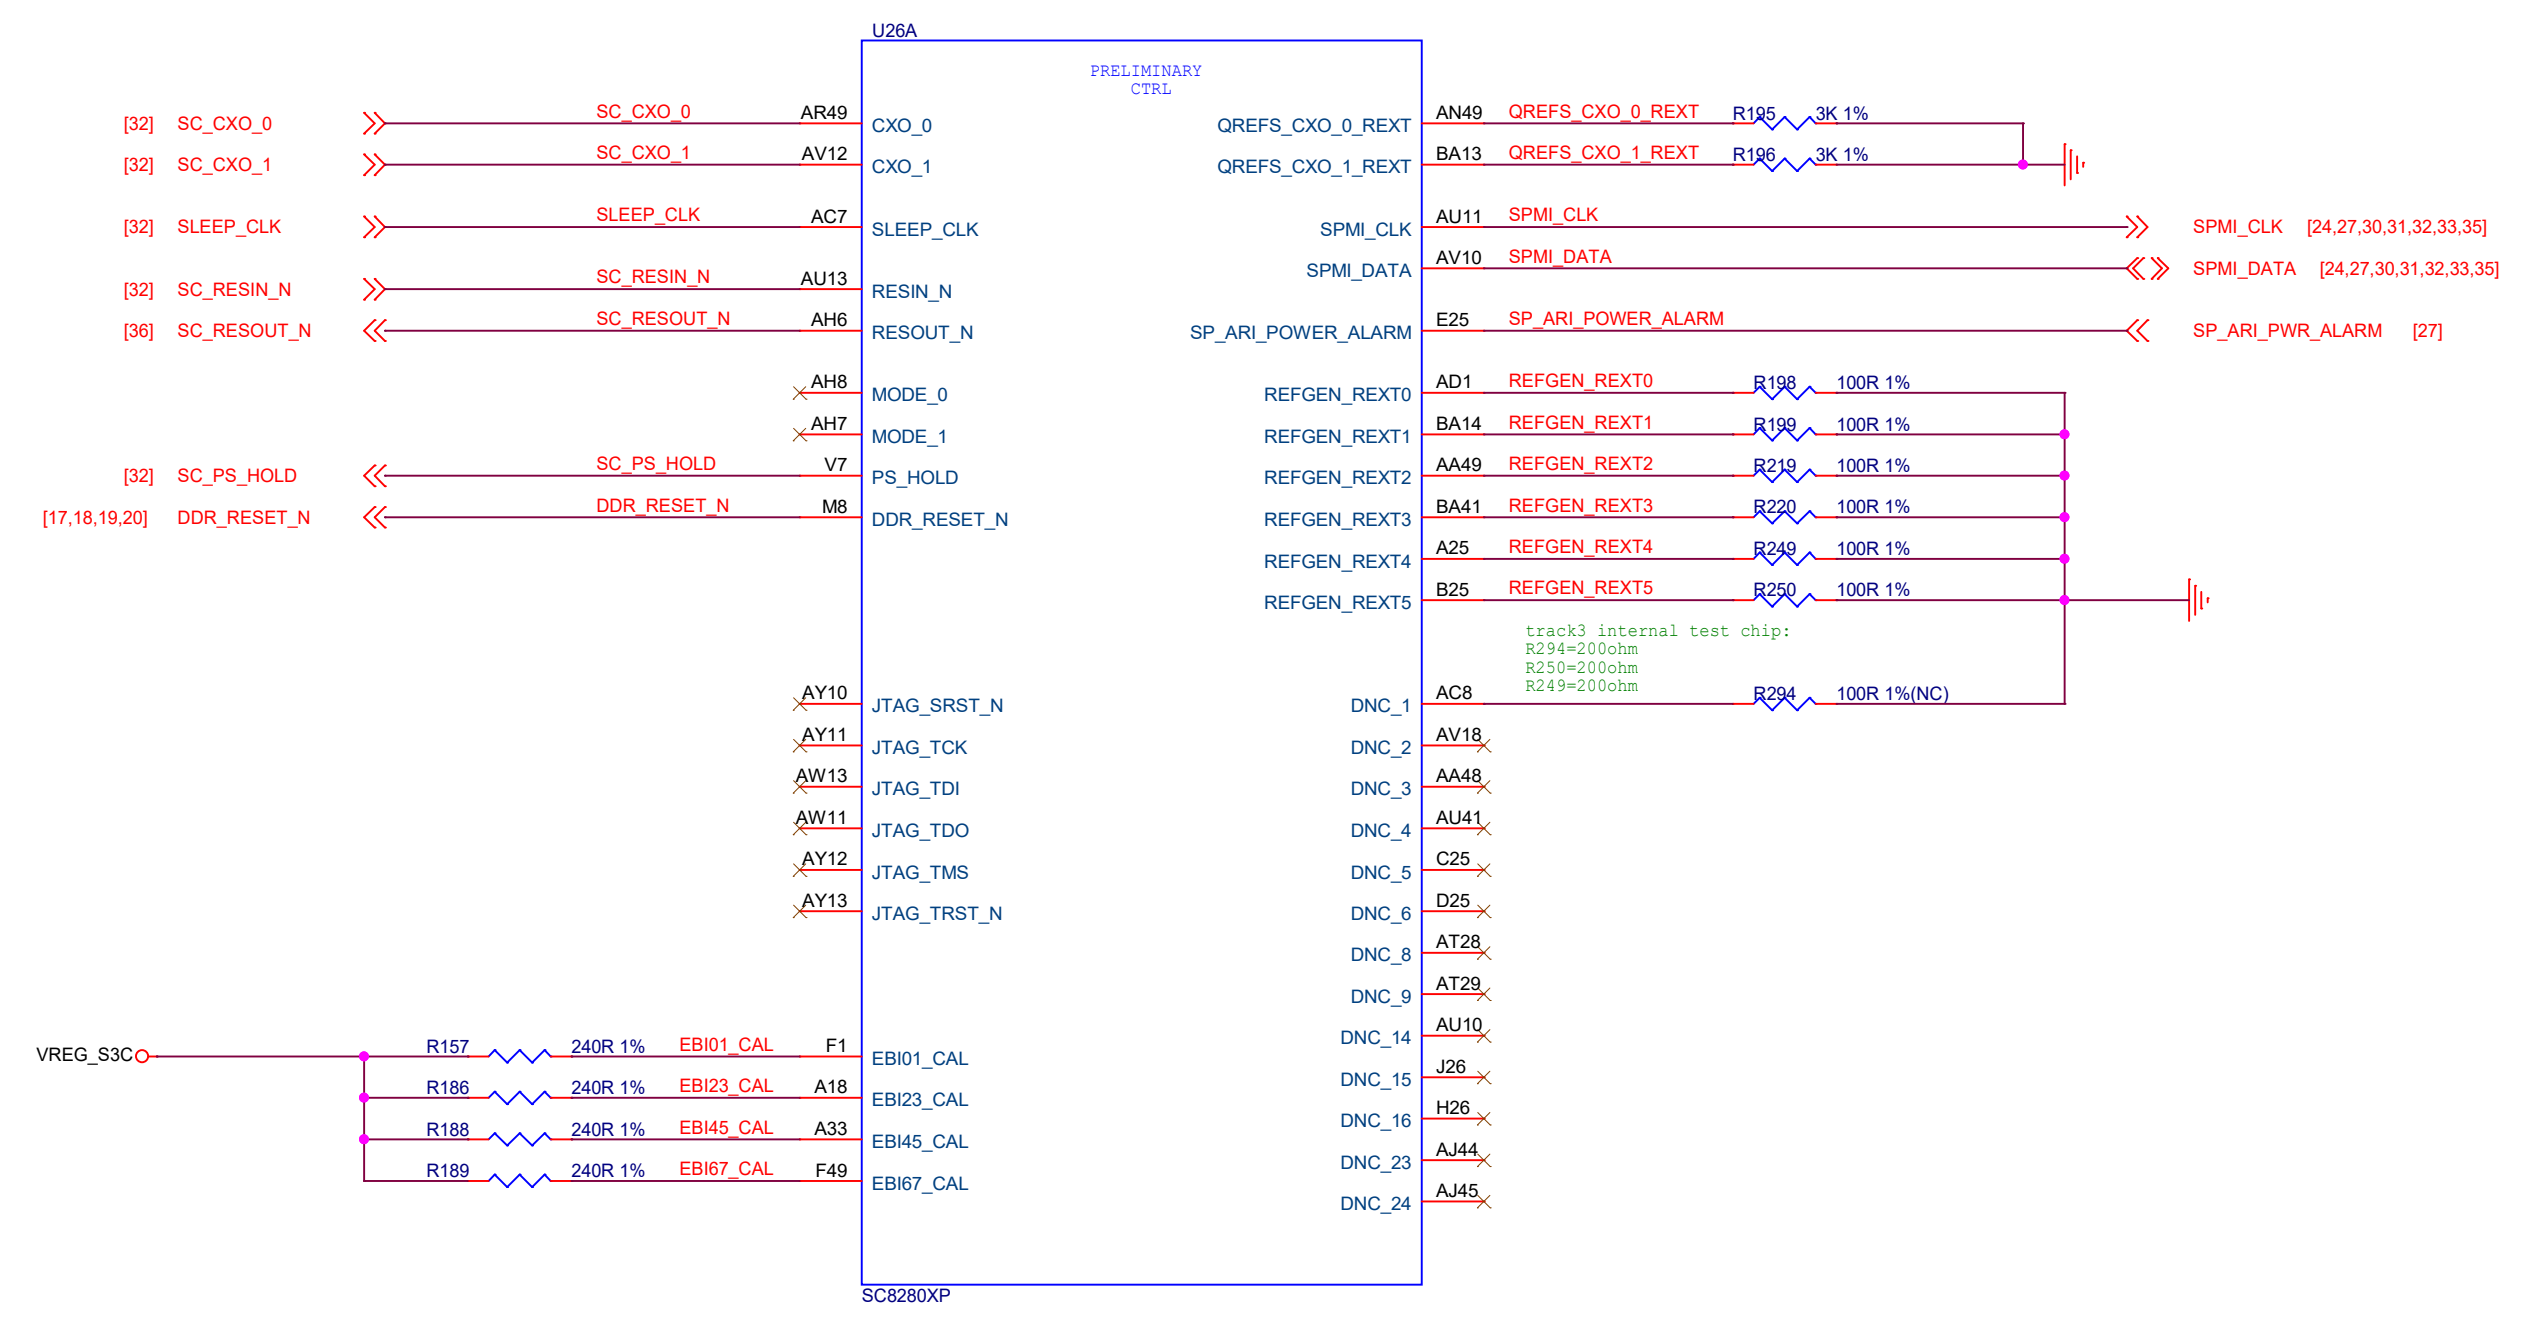 U26A
PRELIMINARY
CTRL
[32] SC_CXO_0 SC_CXO_0 AR49 CXO_0 QREFS_CXO_0_REXT AN49 QREFS_CXO_0_REXT R195 3K 1%
[32] SC_CXO_1 SC_CXO_1 AV12 CXO_1 QREFS_CXO_1_REXT BA13 QREFS_CXO_1_REXT R196 3K 1%
[32] SLEEP_CLK SLEEP_CLK AC7 SLEEP_CLK SPMI_CLK AU11 SPMI_CLK SPMI_CLK [24,27,30,31,32,33,35]
SPMI_DATA AV10 SPMI_DATA SPMI_DATA [24,27,30,31,32,33,35]
[32] SC_RESIN_N SC_RESIN_N AU13 RESIN_N
[36] SC_RESOUT_N SC_RESOUT_N AH6 RESOUT_N SP_ARI_POWER_ALARM E25 SP_ARI_POWER_ALARM SP_ARI_PWR_ALARM [27]
AH8 MODE_0 REFGEN_REXT0 AD1 REFGEN_REXT0 R198 100R 1%
AH7 MODE_1 REFGEN_REXT1 BA14 REFGEN_REXT1 R199 100R 1%
[32] SC_PS_HOLD SC_PS_HOLD V7 PS_HOLD REFGEN_REXT2 AA49 REFGEN_REXT2 R219 100R 1%
[17,18,19,20] DDR_RESET_N DDR_RESET_N M8 DDR_RESET_N REFGEN_REXT3 BA41 REFGEN_REXT3 R220 100R 1%
REFGEN_REXT4 A25 REFGEN_REXT4 R249 100R 1%
REFGEN_REXT5 B25 REFGEN_REXT5 R250 100R 1%
track3 internal test chip:
R294=200ohm
R250=200ohm
R249=200ohm
AY10 JTAG_SRST_N DNC_1 AC8 R294 100R 1%(NC)
AY11 JTAG_TCK DNC_2 AV18
AW13 JTAG_TDI DNC_3 AA48
AW11 JTAG_TDO DNC_4 AU41
AY12 JTAG_TMS DNC_5 C25
AY13 JTAG_TRST_N DNC_6 D25
DNC_8 AT28
DNC_9 AT29
DNC_14 AU10
VREG_S3C R157 240R 1% EBI01_CAL F1 EBI01_CAL
DNC_15 J26
R186 240R 1% EBI23_CAL A18 EBI23_CAL
DNC_16 H26
R188 240R 1% EBI45_CAL A33 EBI45_CAL
DNC_23 AJ44
R189 240R 1% EBI67_CAL F49 EBI67_CAL
DNC_24 AJ45
SC8280XP